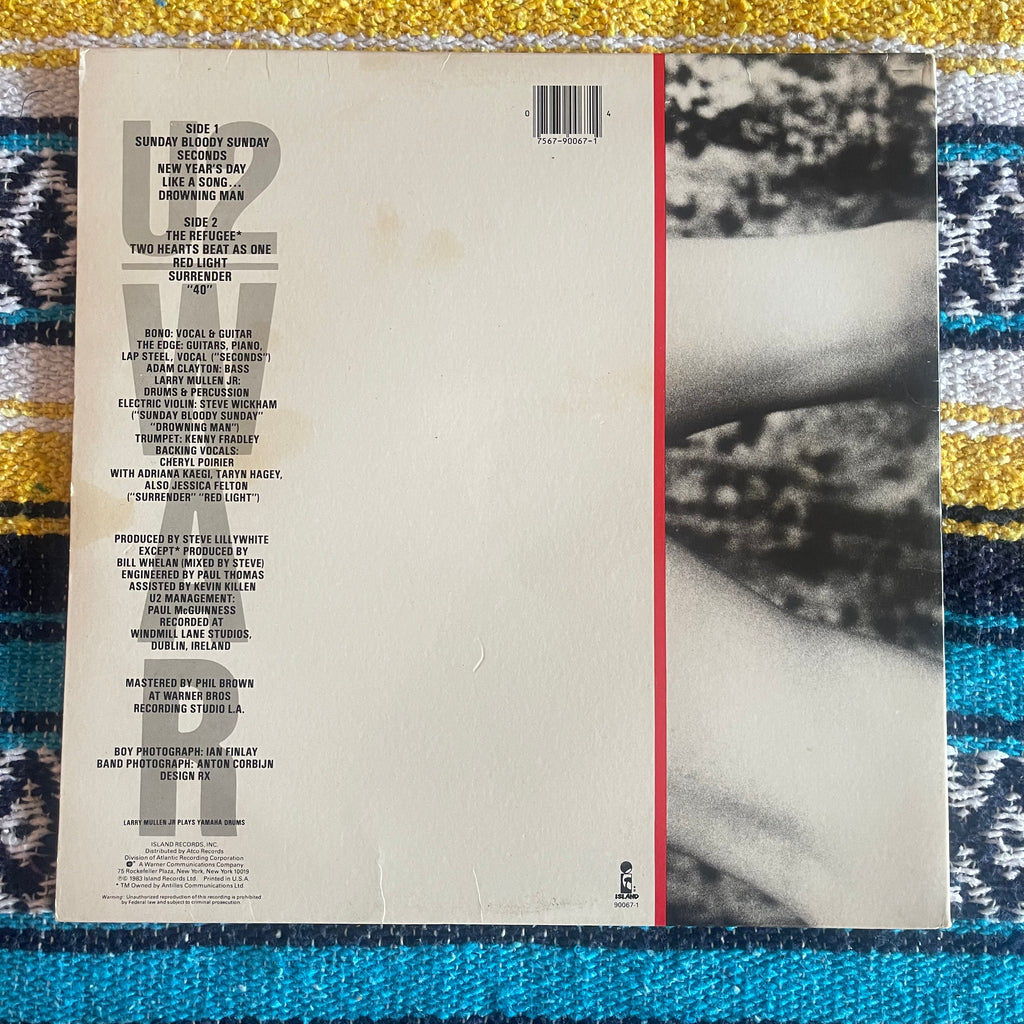 U2
WAR
SIDE 1
SUNDAY BLOODY SUNDAY
SECONDS
NEW YEAR'S DAY
LIKE A SONG...
DROWNING MAN
SIDE 2
THE REFUGEE*
TWO HEARTS BEAT AS ONE
RED LIGHT
SURRENDER
"40"
BONO: VOCAL & GUITAR
THE EDGE: GUITARS, PIANO,
LAP STEEL, VOCAL ("SECONDS")
ADAM CLAYTON: BASS
LARRY MULLEN JR:
DRUMS & PERCUSSION
ELECTRIC VIOLIN: STEVE WICKHAM
("SUNDAY BLOODY SUNDAY"
"DROWNING MAN")
TRUMPET: KENNY FRADLEY
BACKING VOCALS:
CHERYL POIRIER
WITH ADRIANA KAEGI, TARYN HAGEY,
ALSO JESSICA FELTON
("SURRENDER" "RED LIGHT")
PRODUCED BY STEVE LILLYWHITE
EXCEPT* PRODUCED BY
BILL WHELAN (MIXED BY STEVE)
ENGINEERED BY PAUL THOMAS
ASSISTED BY KEVIN KILLEN
U2 MANAGEMENT:
PAUL McGUINNESS
RECORDED AT
WINDMILL LANE STUDIOS,
DUBLIN, IRELAND
MASTERED BY PHIL BROWN
AT WARNER BROS
RECORDING STUDIO L.A.
BOY PHOTOGRAPH: IAN FINLAY
BAND PHOTOGRAPH: ANTON CORBIJN
DESIGN RX
LARRY MULLEN JR PLAYS YAMAHA DRUMS
ISLAND RECORDS, INC.
Distributed by Atco Records
Division of Atlantic Recording Corporation
A Warner Communications Company
75 Rockefeller Plaza, New York, New York 10019
℗© 1983 Island Records Ltd. Printed in U.S.A.
* TM Owned by Antilles Communications Ltd.
Warning: Unauthorized reproduction of this recording is prohibited
by Federal law and subject to criminal prosecution.
0 4
7567-90067-1
ISLAND
90067-1